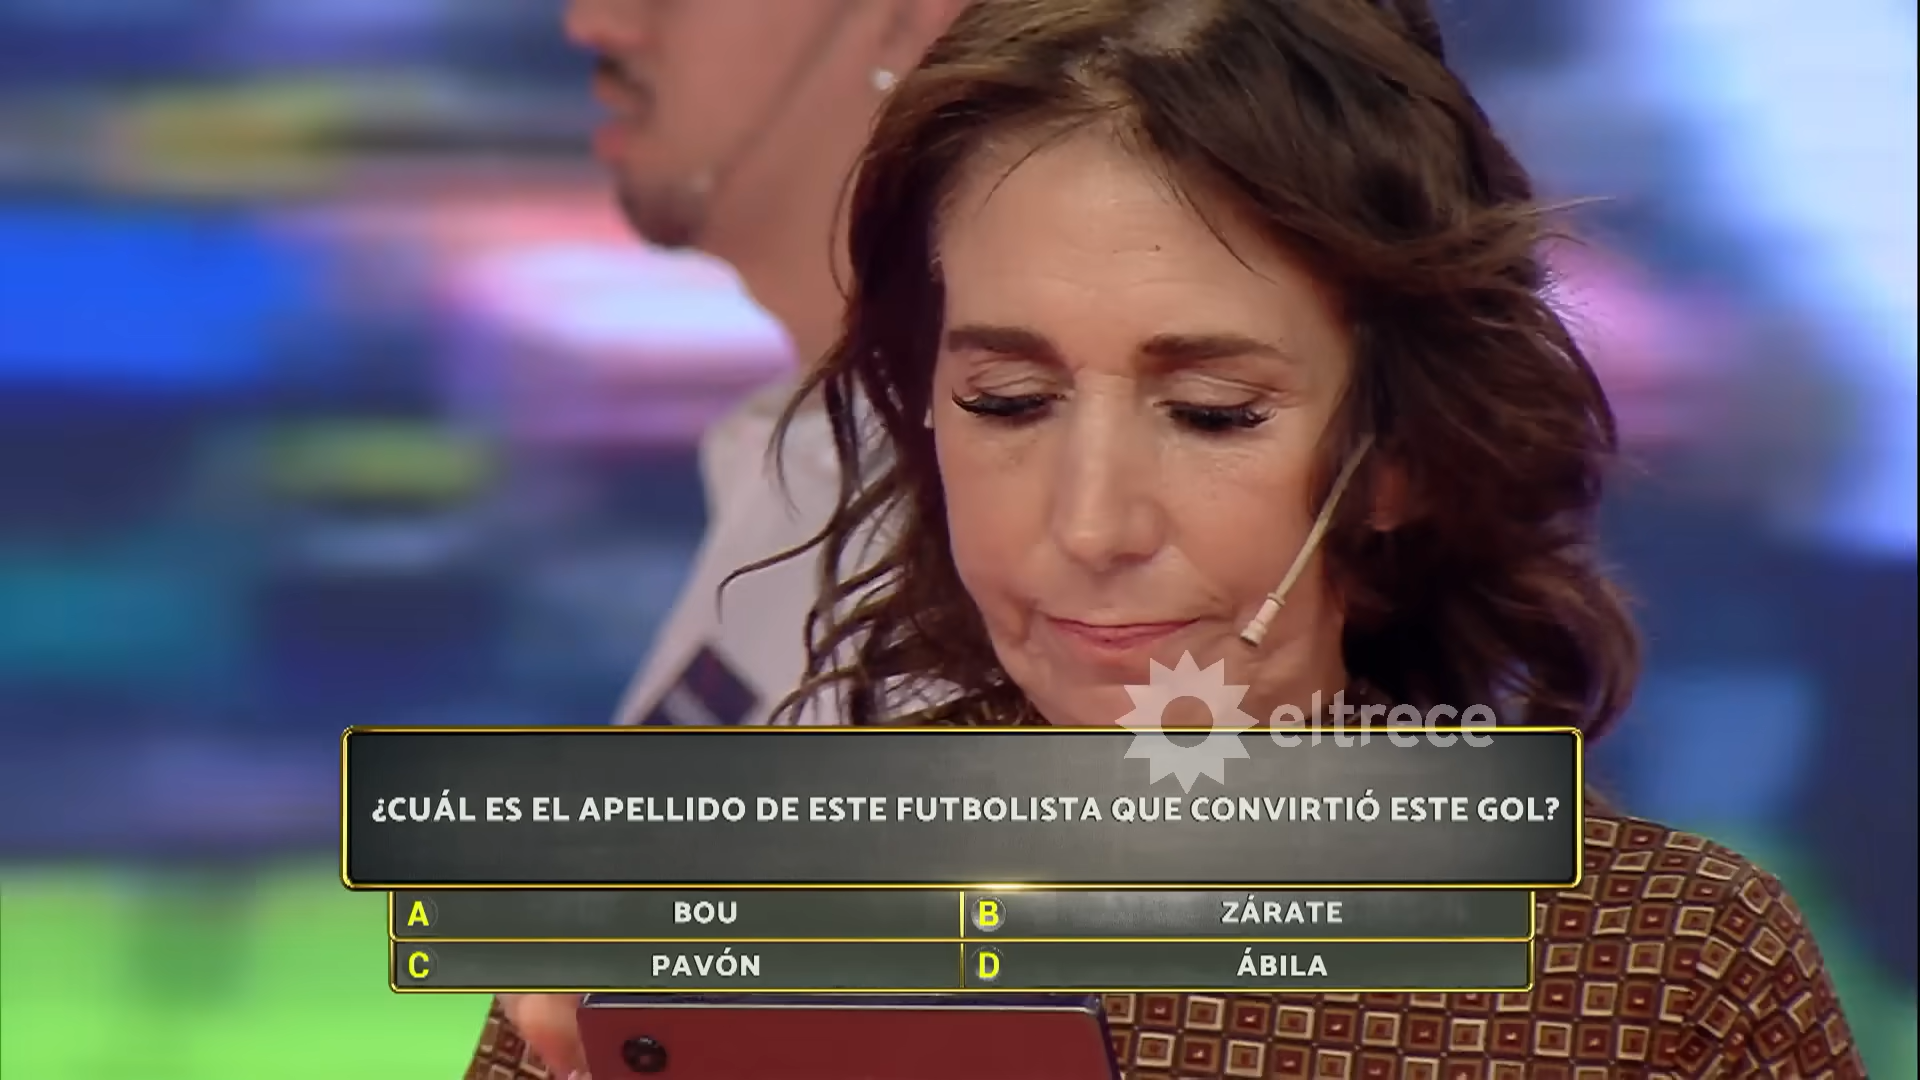 eltrece
¿CUÁL ES EL APELLIDO DE ESTE FUTBOLISTA QUE CONVIRTIÓ ESTE GOL?
A BOU
B ZÁRATE
C PAVÓN
D ÁBILA